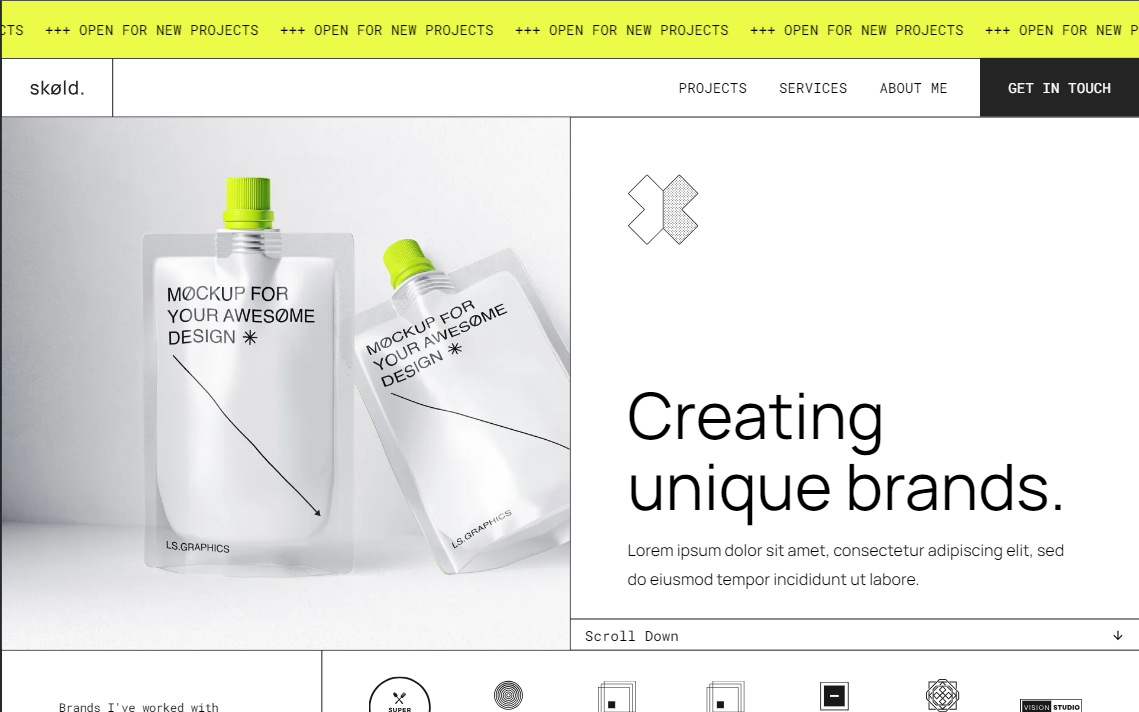 CTS +++ OPEN FOR NEW PROJECTS +++ OPEN FOR NEW PROJECTS +++ OPEN FOR NEW PROJECTS +++ OPEN FOR NEW PROJECTS +++ OPEN FOR NEW P
skøld. PROJECTS SERVICES ABOUT ME GET IN TOUCH
MØCKUP FOR
YOUR AWESØME
DESIGN ✳
LS.GRAPHICS
MØCKUP FOR
YOUR AWESØME
DESIGN ✳
LS.GRAPHICS
Creating
unique brands.
Lorem ipsum dolor sit amet, consectetur adipiscing elit, sed
do eiusmod tempor incididunt ut labore.
Scroll Down ↓
Brands I've worked with
SUPER
VISION STUDIO